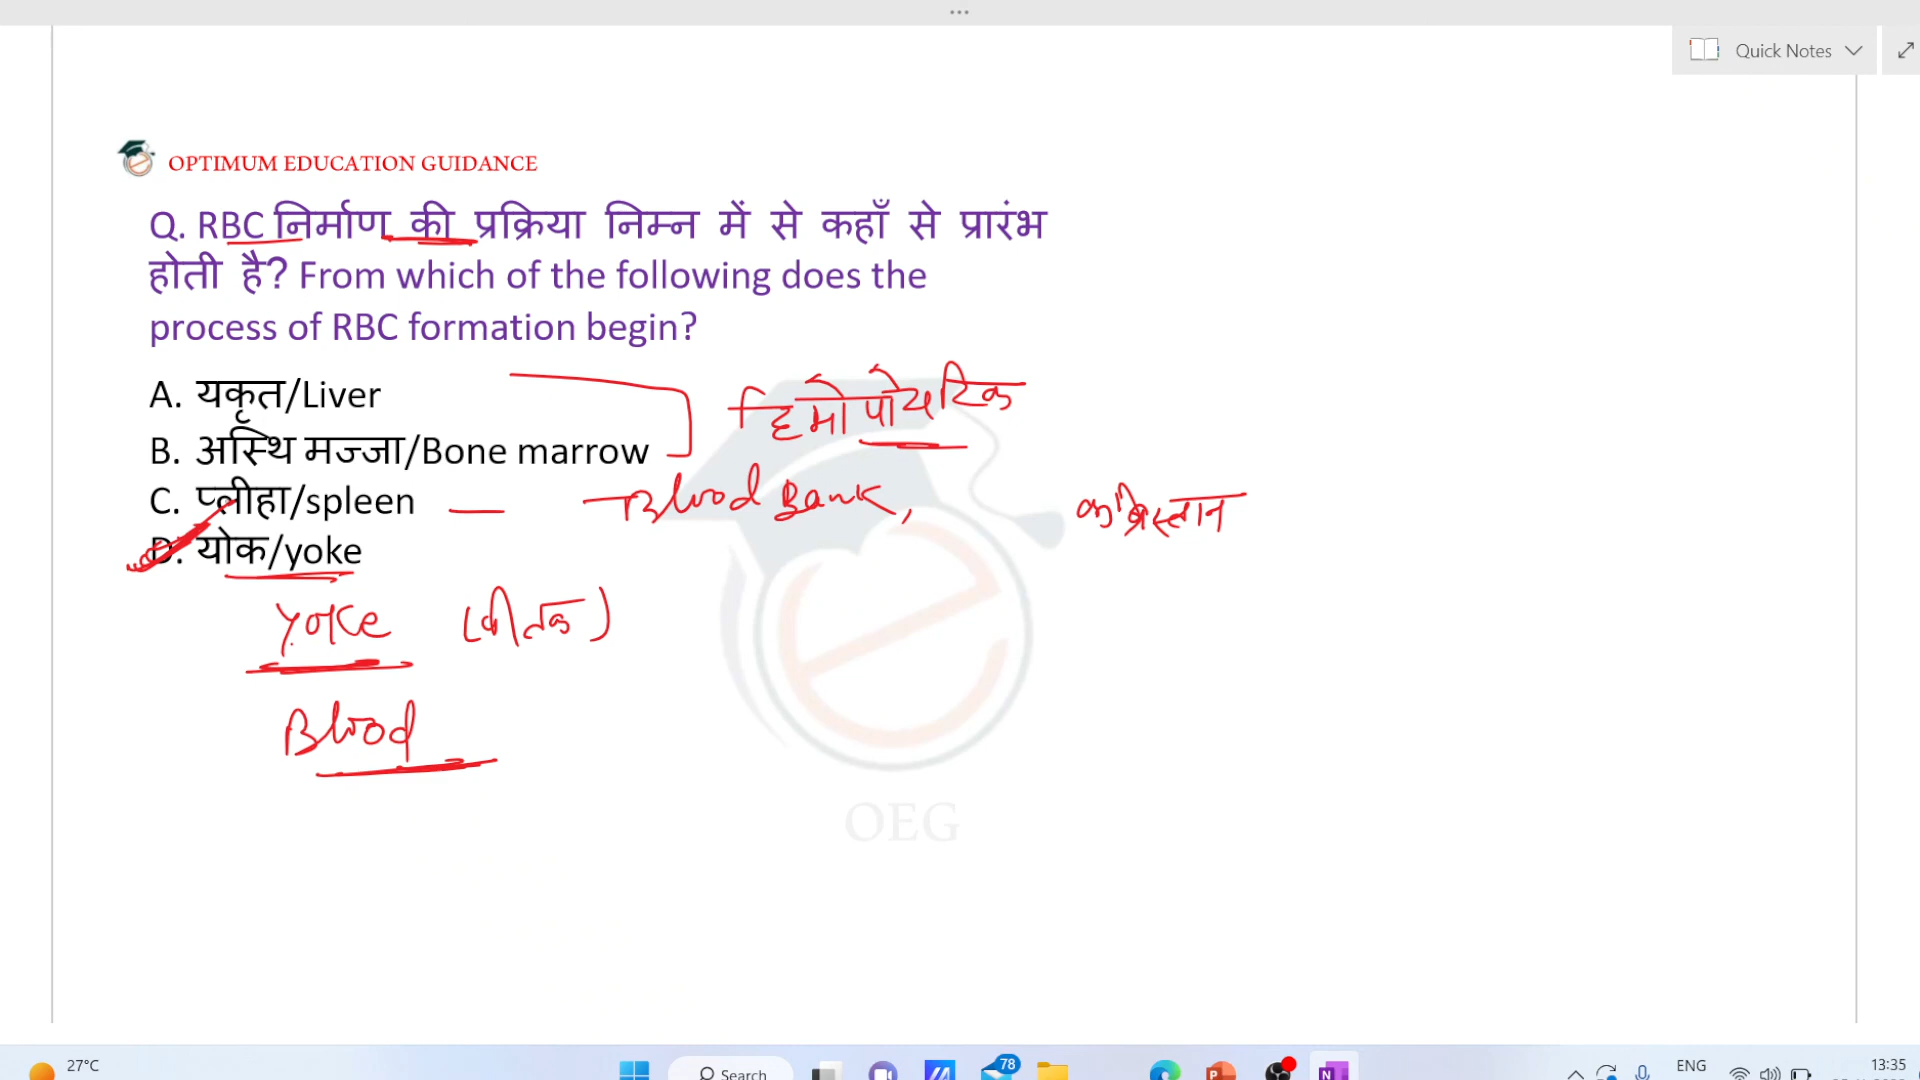 Quick Notes
OPTIMUM EDUCATION GUIDANCE
Q. RBC निर्माण की प्रक्रिया निम्न में से कहाँ से प्रारंभ
होती है? From which of the following does the
process of RBC formation begin?
A. यकृत/Liver
हिमोपोयटिक
B. अस्थि मज्जा/Bone marrow
C. प्लीहा/spleen
Blood Bank,
कब्रिस्तान
D. योक/yoke
Yoke
Blood
OEG
27°C
78
Search
ENG
13:35